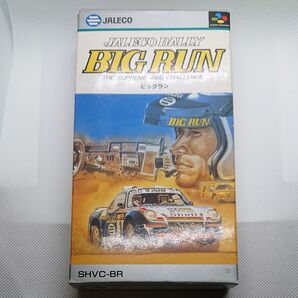 JALECO
JALECO RALLY
BIG RUN
THE SUPREME 4WD CHALLENGE
ビッグラン
BIG RUN
Shell
SHVC-BR